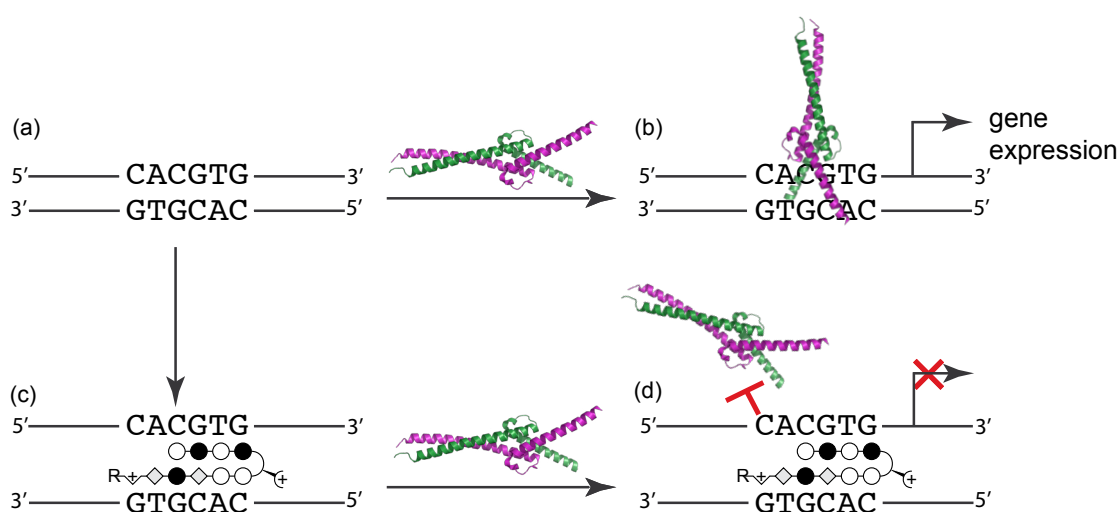 (a)
5′ CACGTG 3′
3′ GTGCAC 5′
(b)
gene
expression
5′ CACGTG 3′
3′ GTGCAC 5′
(c)
5′ CACGTG 3′
R + +
3′ GTGCAC 5′
(d)
5′ CACGTG 3′
R + +
3′ GTGCAC 5′